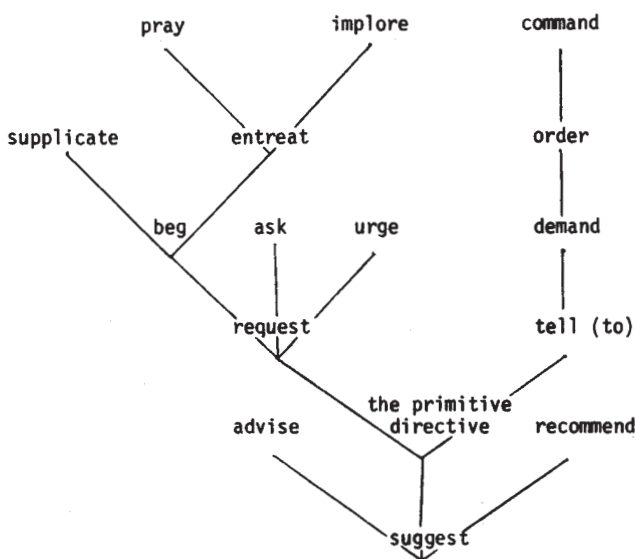 pray implore command
supplicate entreat order
beg ask urge demand
request tell (to)
the primitive
advise directive recommend
suggest